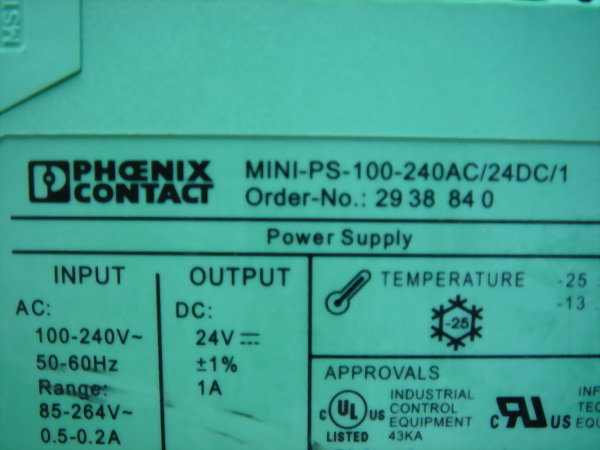 PHŒNIX
CONTACT
MINI-PS-100-240AC/24DC/1
Order-No.: 29 38 84 0
Power Supply
INPUT
AC:
100-240V~
50-60Hz
Range:
85-264V~
0.5-0.2A
OUTPUT
DC:
24V ⎓
±1%
1A
TEMPERATURE
-25
-13
-25
APPROVALS
C UL US
LISTED
INDUSTRIAL
CONTROL
EQUIPMENT
43KA
C RU US